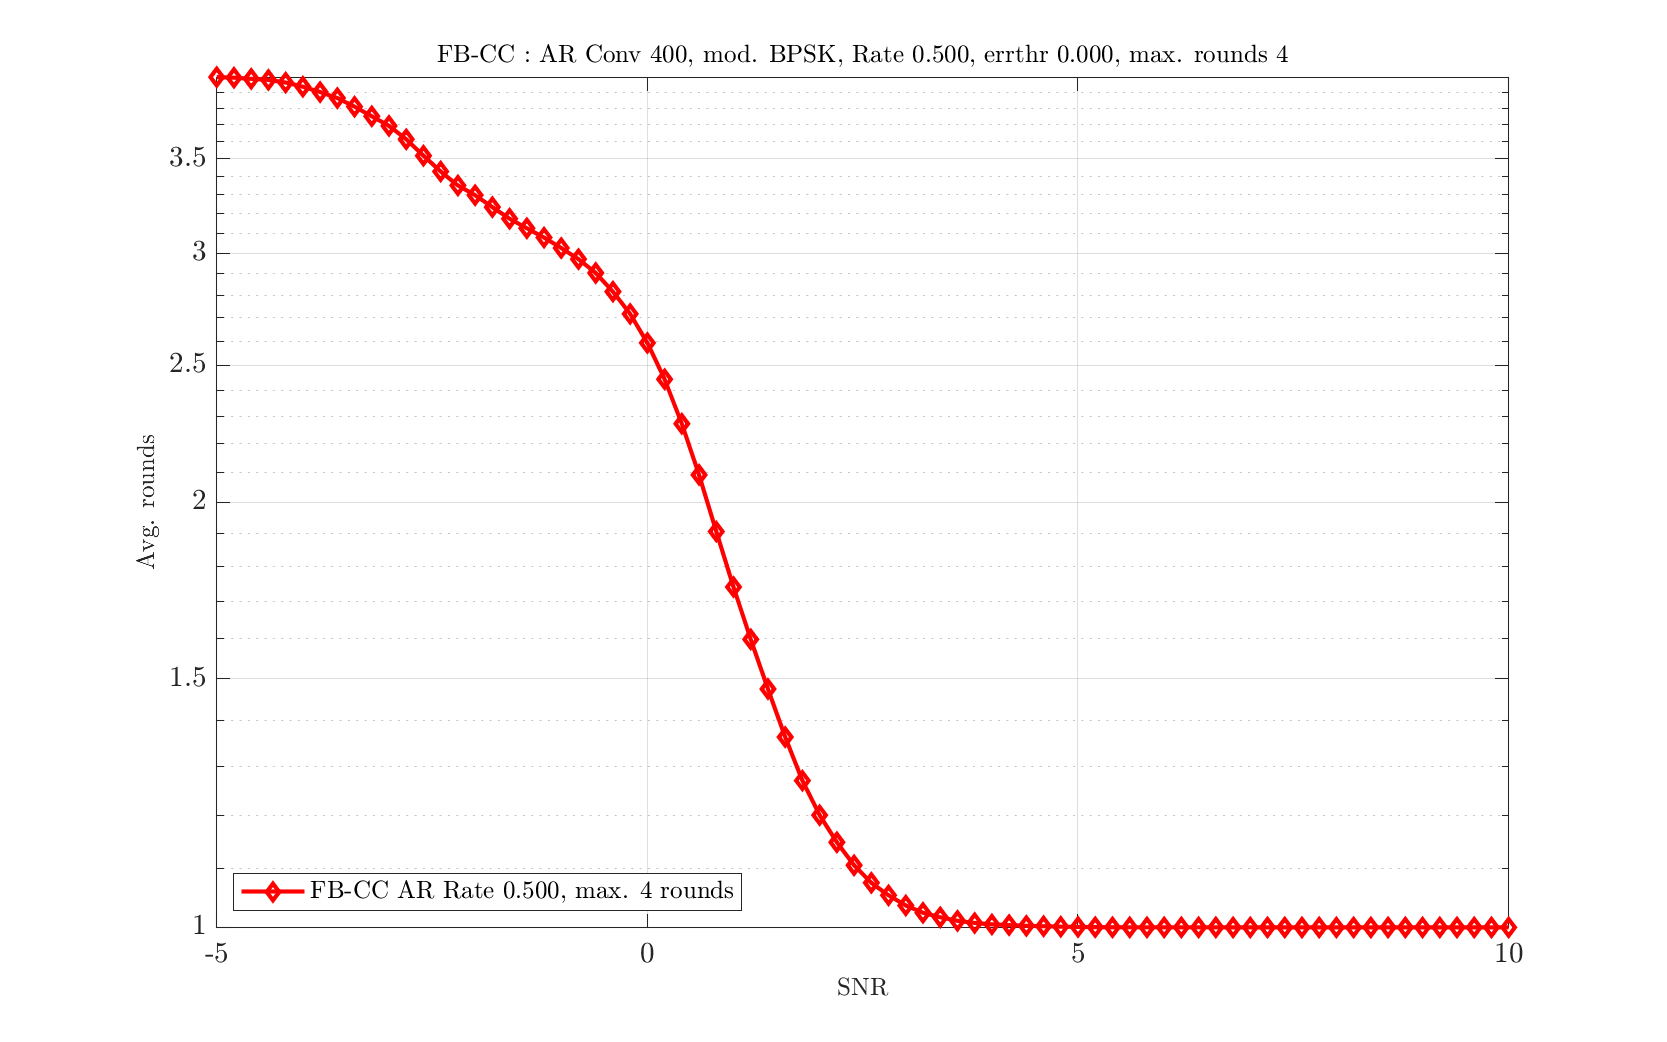 FB-CC : AR Conv 400, mod. BPSK, Rate 0.500, errthr 0.000, max. rounds 4
3.5
3
2.5
2
1.5
1
Avg. rounds
FB-CC AR Rate 0.500, max. 4 rounds
-5
0
5
10
SNR